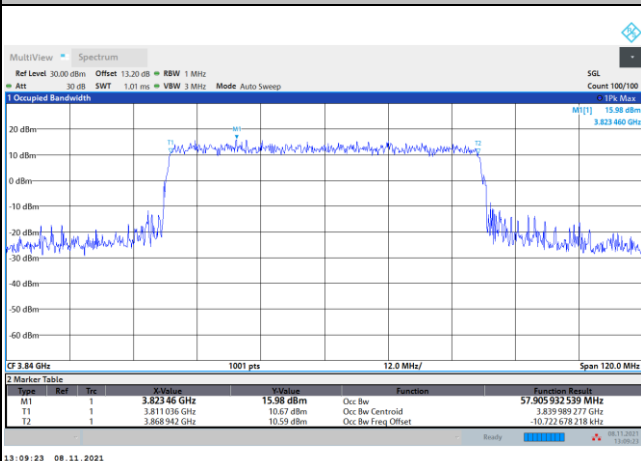 MultiView Spectrum
Ref Level 30.00 dBm Offset 13.20 dB RBW 1 MHz SGL
Att 30 dB SWT 1.01 ms VBW 3 MHz Mode Auto Sweep Count 100/100
1 Occupied Bandwidth 1Pk Max
M1[1] 15.98 dBm
3.823 460 GHz
20 dBm
T1 M1 T2
10 dBm
0 dBm
-10 dBm
-20 dBm
-30 dBm
-40 dBm
-50 dBm
-60 dBm
CF 3.84 GHz 1001 pts 12.0 MHz/ Span 120.0 MHz
2 Marker Table
Type Ref Trc X-Value Y-Value Function Function Result
M1 1 3.823 46 GHz 15.98 dBm Occ Bw 57.905 932 539 MHz
T1 1 3.811 036 GHz 10.67 dBm Occ Bw Centroid 3.839 989 277 GHz
T2 1 3.868 942 GHz 10.59 dBm Occ Bw Freq Offset -10.722 678 218 kHz
Ready 08.11.2021
13:09:23
13:09:23 08.11.2021